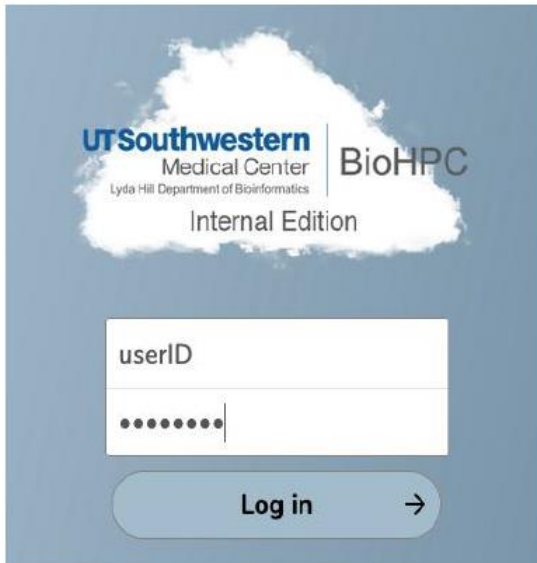 UTSouthwestern
Medical Center
Lyda Hill Department of Bioinformatics
BioHPC
Internal Edition
userID
••••••••
Log in →